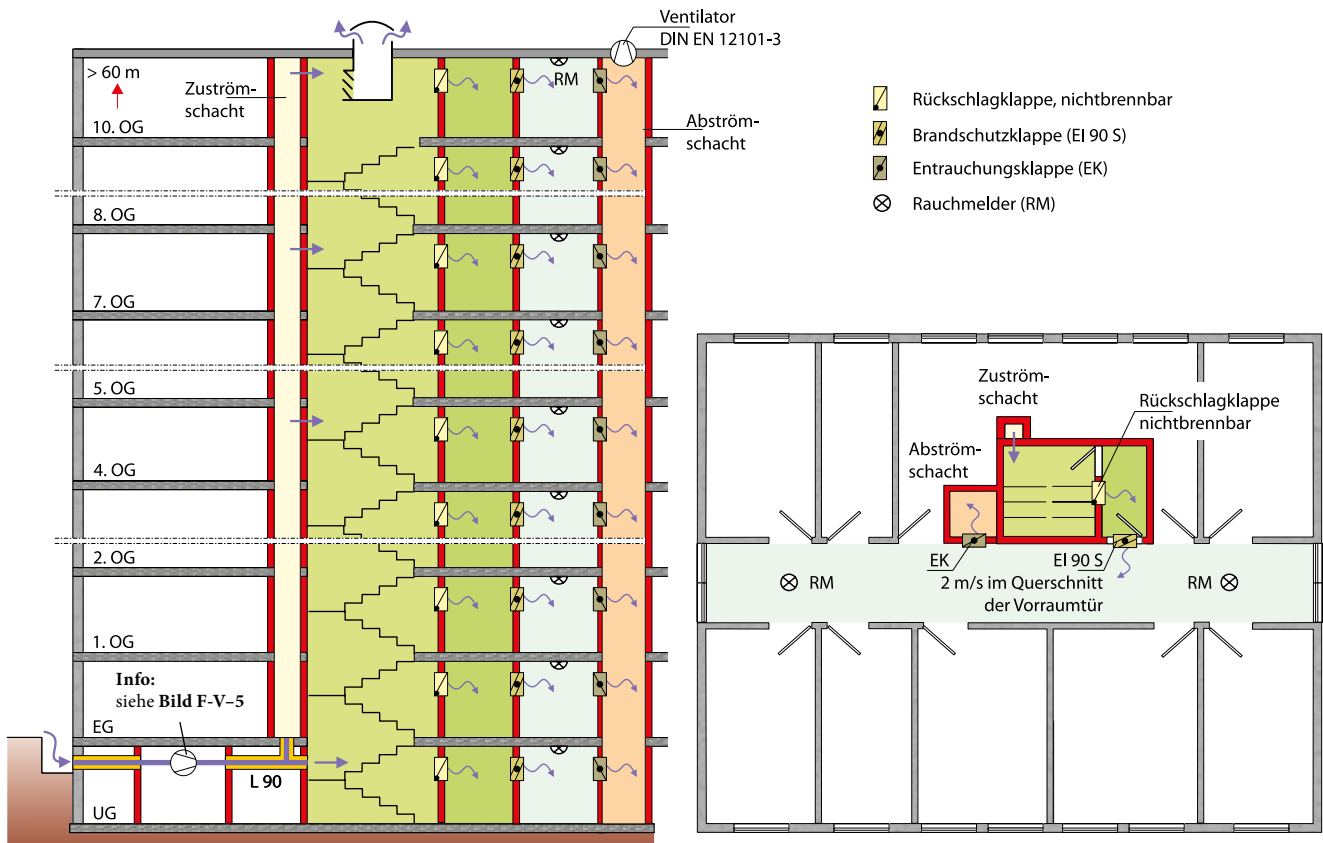 Ventilator
DIN EN 12101-3
> 60 m
Zuström-
schacht
RM
10. OG
Abström-
schacht
8. OG
7. OG
5. OG
4. OG
2. OG
1. OG
Info:
siehe Bild F-V–5
EG
L 90
UG
Rückschlagklappe, nichtbrennbar
Brandschutzklappe (EI 90 S)
Entrauchungsklappe (EK)
Rauchmelder (RM)
Zuström-
schacht
Rückschlagklappe
nichtbrennbar
Abström-
schacht
EK
EI 90 S
2 m/s im Querschnitt
der Vorraumtür
RM
RM